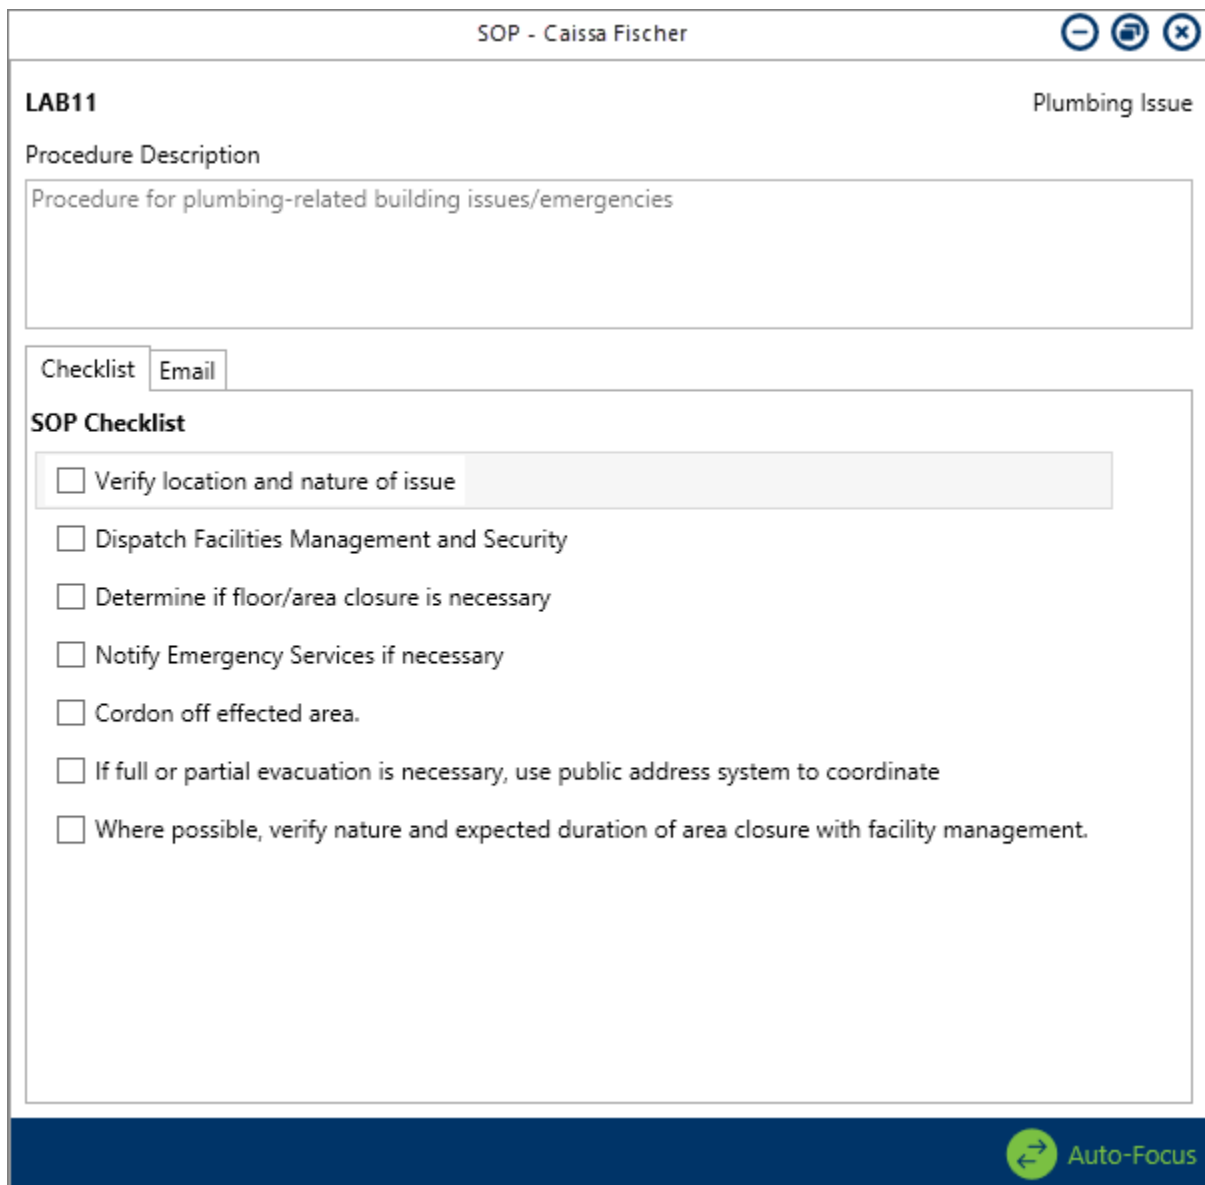 SOP - Caissa Fischer
LAB11
Plumbing Issue
Procedure Description
Procedure for plumbing-related building issues/emergencies
Checklist
Email
SOP Checklist
Verify location and nature of issue
Dispatch Facilities Management and Security
Determine if floor/area closure is necessary
Notify Emergency Services if necessary
Cordon off effected area.
If full or partial evacuation is necessary, use public address system to coordinate
Where possible, verify nature and expected duration of area closure with facility management.
Auto-Focus